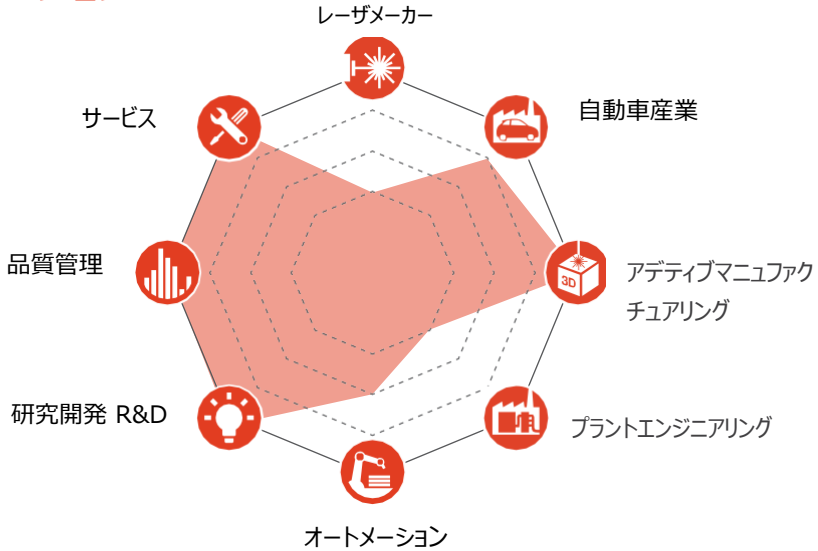 レーザメーカー
サービス
自動車産業
品質管理
アデティブマニュファク
チュアリング
3D
研究開発 R&D
プラントエンジニアリング
オートメーション